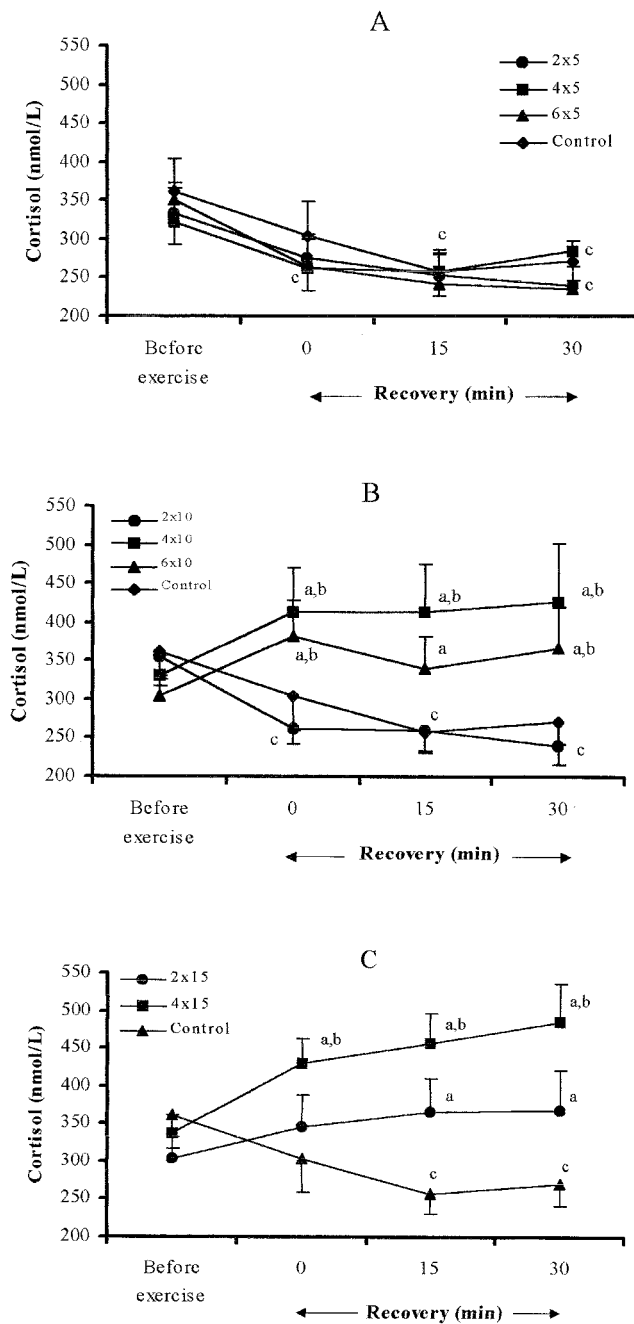 A
550
500
450
400
350
300
250
200
Cortisol (nmol/L)
2x5
4x5
6x5
Control
c
c
c
c
Before exercise
0
15
30
Recovery (min)
B
550
500
450
400
350
300
250
200
Cortisol (nmol/L)
2x10
4x10
6x10
Control
a,b
a,b
a,b
a,b
a
a,b
c
c
c
Before exercise
0
15
30
Recovery (min)
C
550
500
450
400
350
300
250
200
Cortisol (nmol/L)
2x15
4x15
Control
a,b
a,b
a,b
a
a
c
c
Before exercise
0
15
30
Recovery (min)